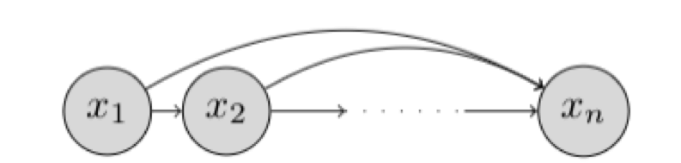 x₁ x₂ . . . . . . xₙ